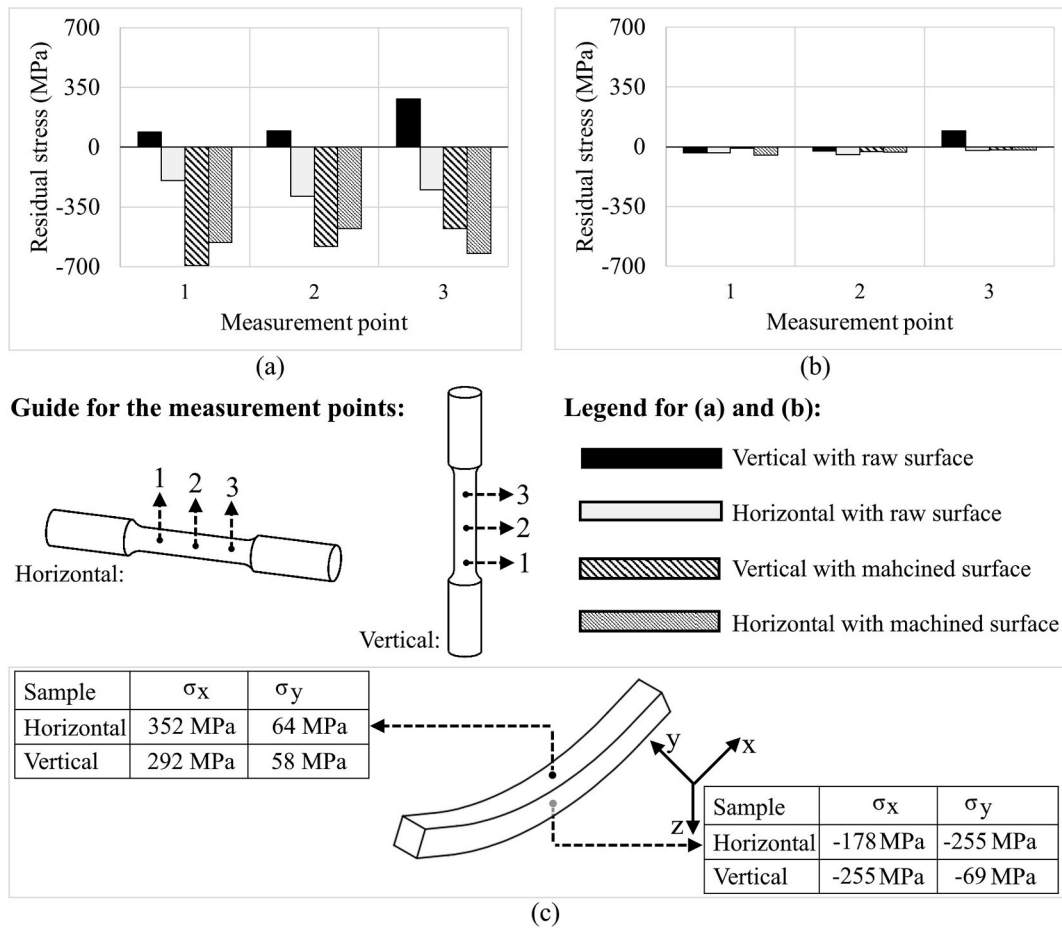 700
350
0
-350
-700
Residual stress (MPa)
1 2 3
Measurement point
(a)
700
350
0
-350
-700
Residual stress (MPa)
1 2 3
Measurement point
(b)
Guide for the measurement points:
1 2 3
Horizontal:
3
2
1
Vertical:
Legend for (a) and (b):
Vertical with raw surface
Horizontal with raw surface
Vertical with mahcined surface
Horizontal with machined surface
Sample σx σy
Horizontal 352 MPa 64 MPa
Vertical 292 MPa 58 MPa
y x
z
Sample σx σy
Horizontal -178 MPa -255 MPa
Vertical -255 MPa -69 MPa
(c)